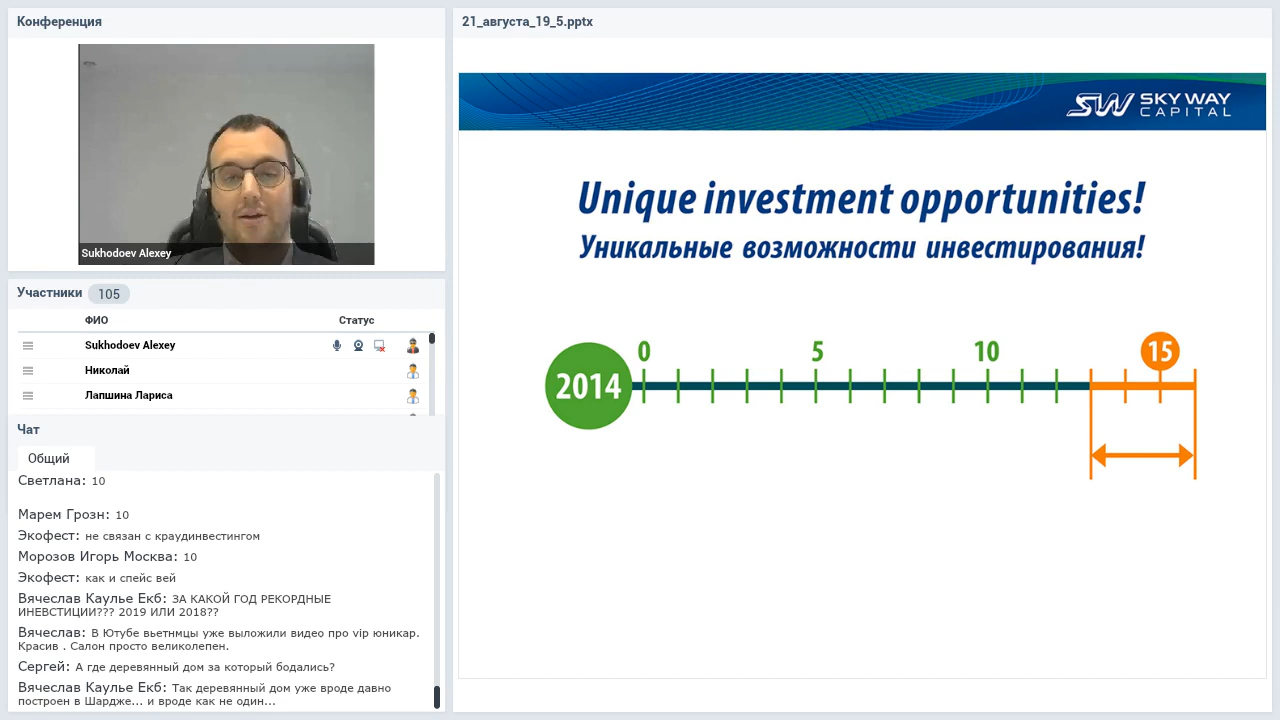 Конференция
Sukhodoev Alexey
Участники 105
ФИО Статус
Sukhodoev Alexey
Николай
Лапшина Лариса
Чат
Общий
Светлана: 10
Марем Грозн: 10
Экофест: не связан с краудинвестингом
Морозов Игорь Москва: 10
Экофест: как и спейс вей
Вячеслав Каулье Екб: ЗА КАКОЙ ГОД РЕКОРДНЫЕ
ИНЕВСТИЦИИ??? 2019 ИЛИ 2018??
Вячеслав: В Ютубе вьетнмцы уже выложили видео про vip юникар.
Красив . Салон просто великолепен.
Сергей: А где деревянный дом за который бодались?
Вячеслав Каулье Екб: Так деревянный дом уже вроде давно
построен в Шардже... и вроде как не один...
21_августа_19_5.pptx
SW SKY WAY
CAPITAL
Unique investment opportunities!
Уникальные возможности инвестирования!
2014 0 5 10 15